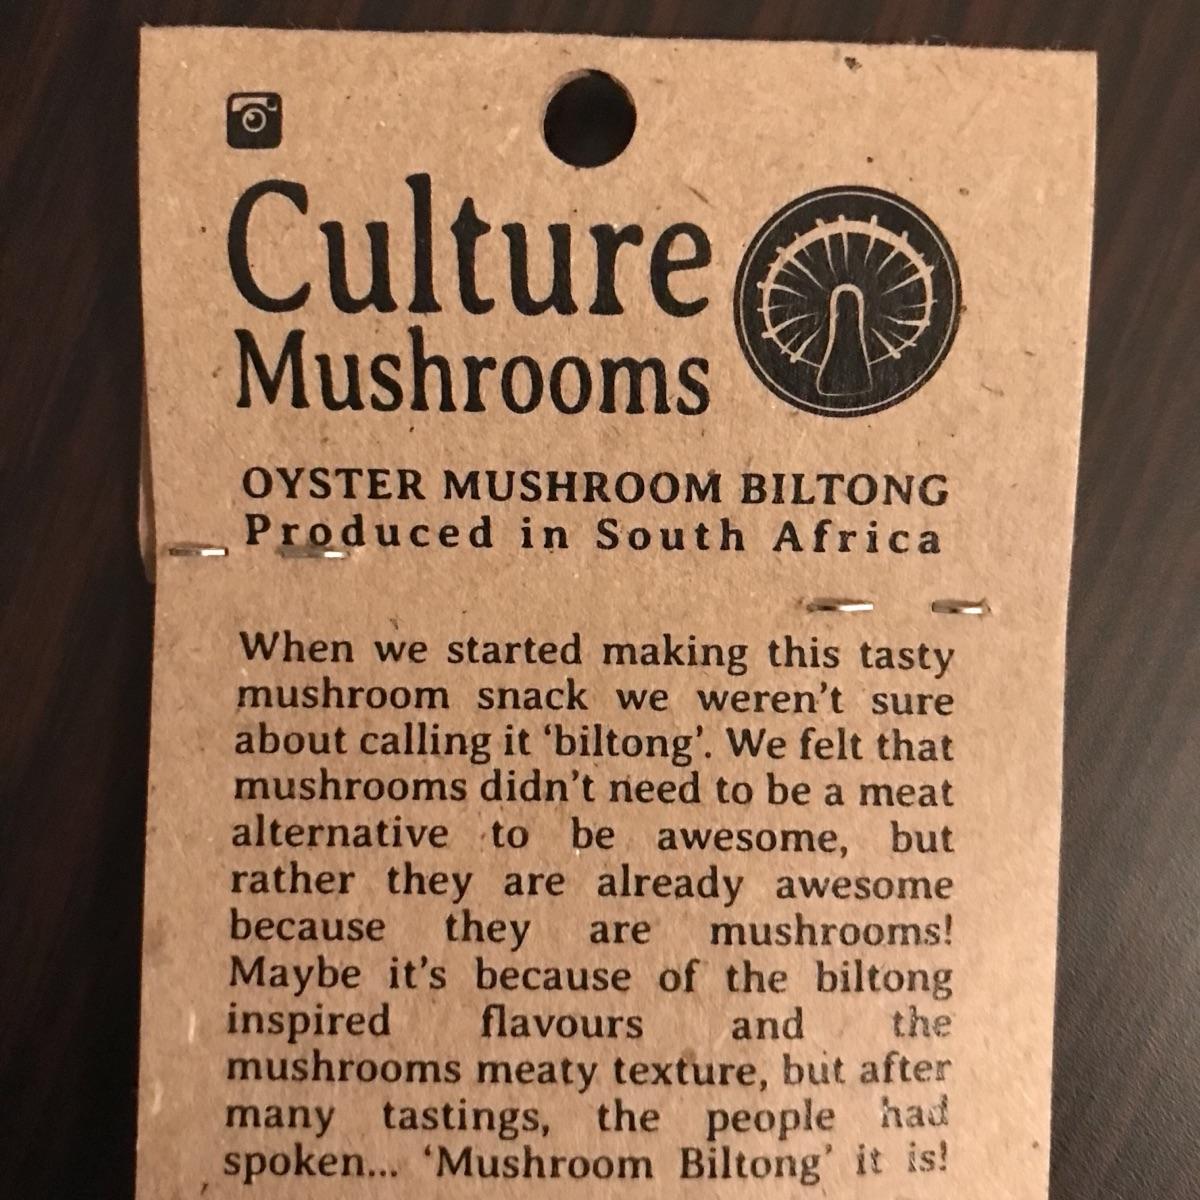 Culture
Mushrooms
OYSTER MUSHROOM BILTONG
Produced in South Africa
When we started making this tasty
mushroom snack we weren't sure
about calling it ‘biltong’. We felt that
mushrooms didn't need to be a meat
alternative to be awesome, but
rather they are already awesome
because they are mushrooms!
Maybe it's because of the biltong
inspired flavours and the
mushrooms meaty texture, but after
many tastings, the people had
spoken... ‘Mushroom Biltong’ it is!